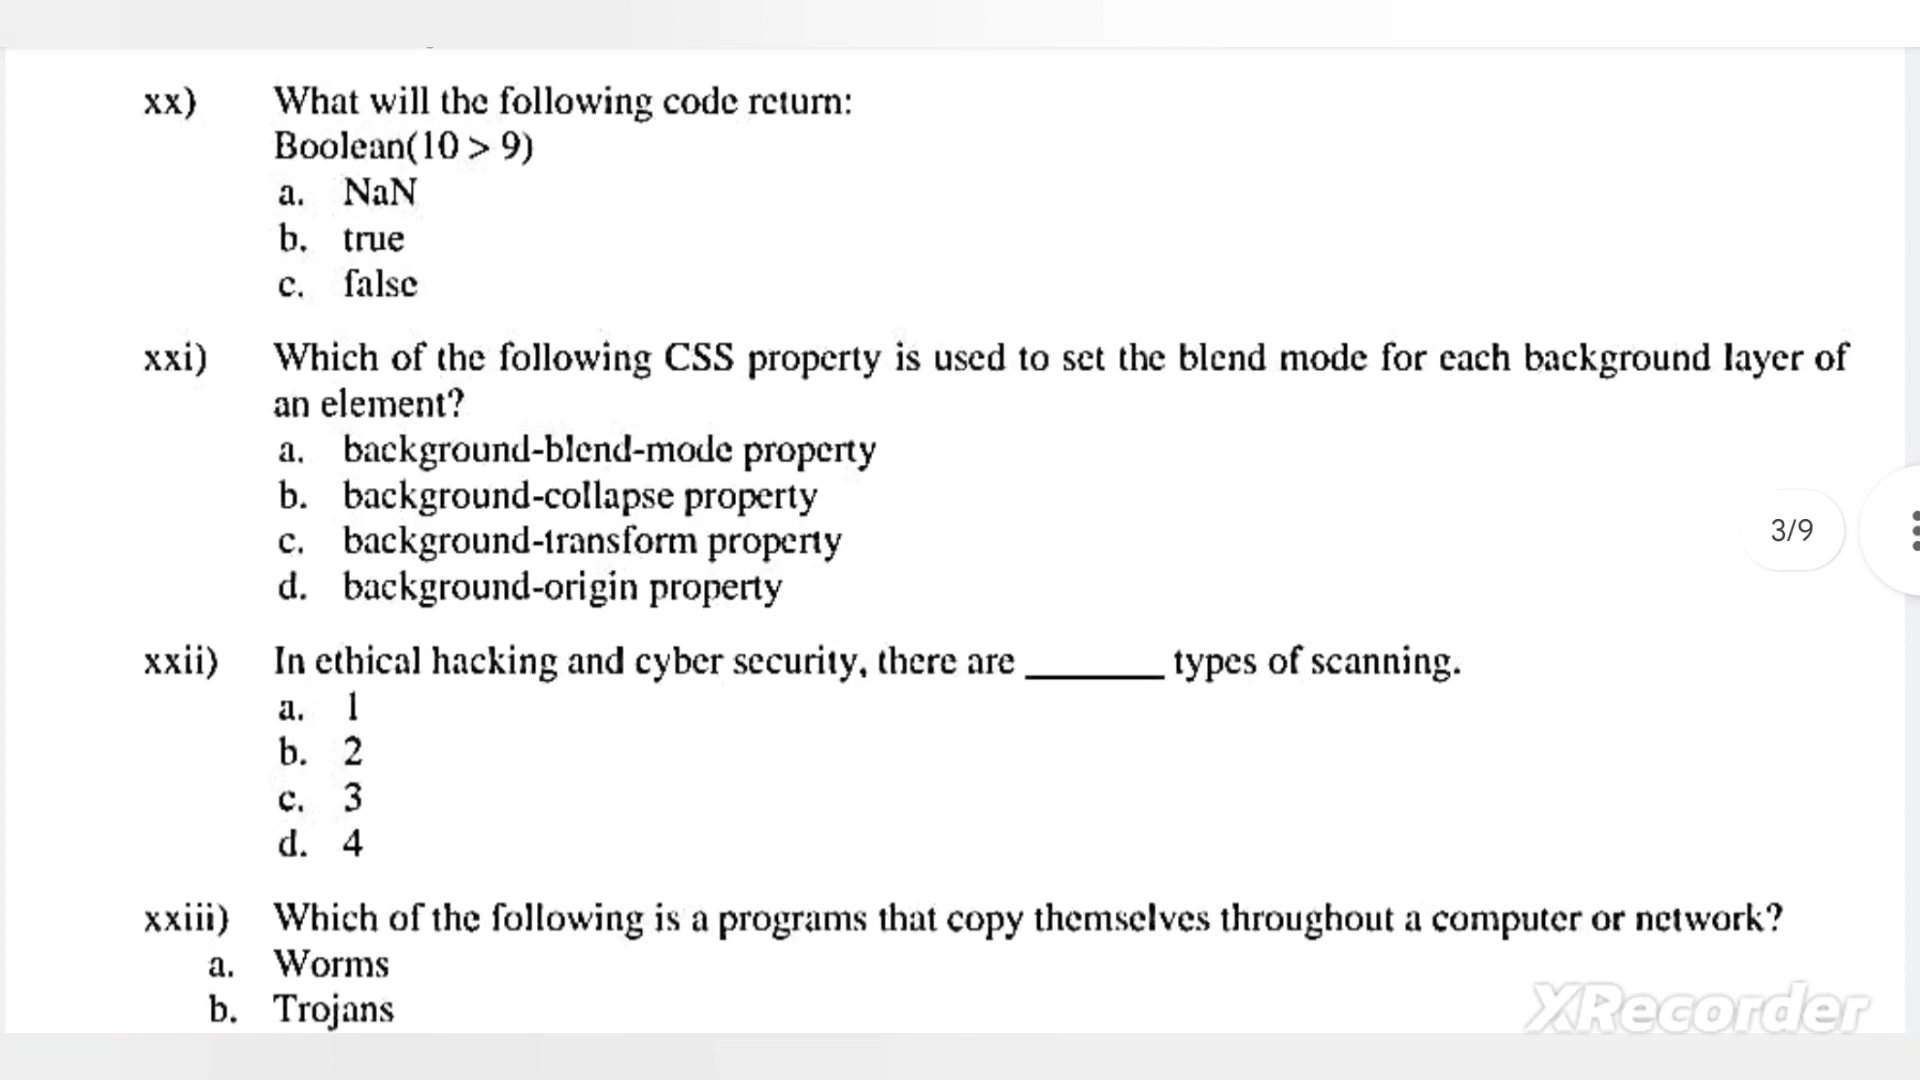 xx) What will the following code return:
Boolean(10 > 9)
a. NaN
b. true
c. false
xxi) Which of the following CSS property is used to set the blend mode for each background layer of
an element?
a. background-blend-mode property
b. background-collapse property
c. background-transform property
d. background-origin property
3/9
xxii) In ethical hacking and cyber security, there are _______ types of scanning.
a. 1
b. 2
c. 3
d. 4
xxiii) Which of the following is a programs that copy themselves throughout a computer or network?
a. Worms
b. Trojans
XRecorder